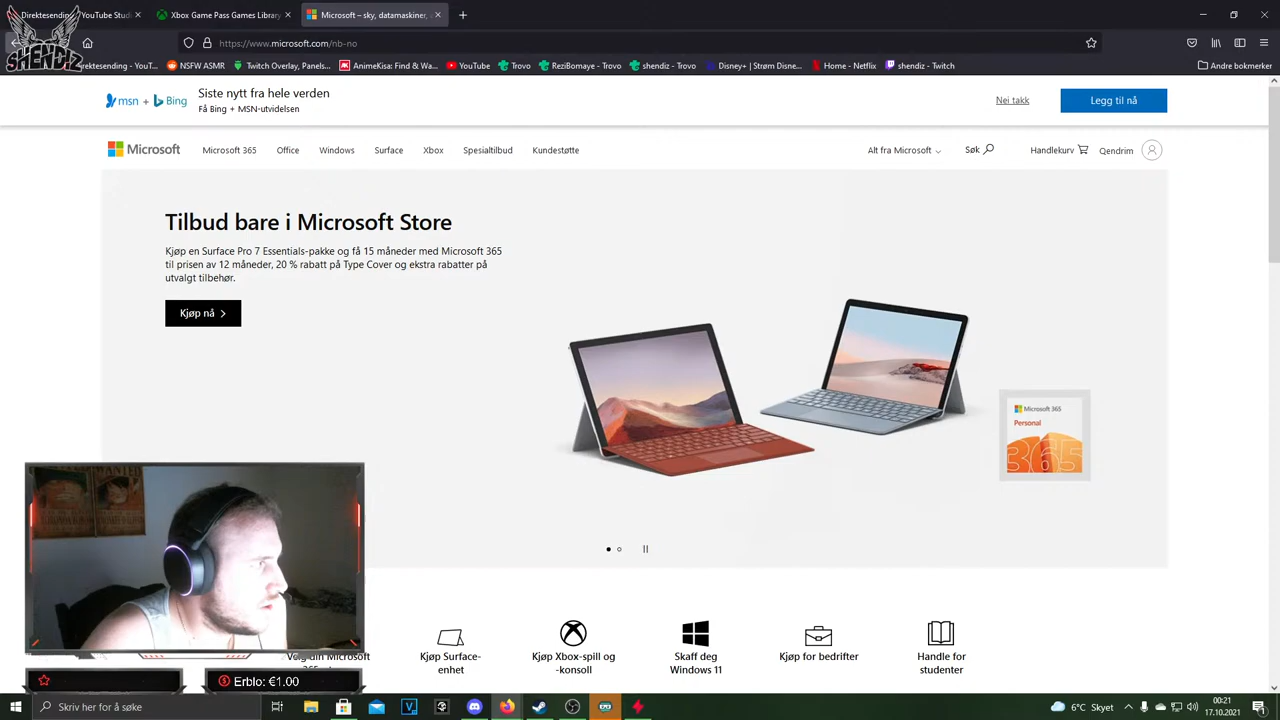 Direktesending – YouTube Studi
Xbox Game Pass Games Library
Microsoft – sky, datamaskiner,
SHENDIZ
https://www.microsoft.com/nb-no
rektesending - YouT...
NSFW ASMR
Twitch Overlay, Panels...
AnimeKisa: Find & Wa...
YouTube
Trovo
ReziBomaye - Trovo
shendiz - Trovo
Disney+ | Strøm Disne...
Home - Netflix
shendiz - Twitch
Andre bokmerker
msn + Bing
Siste nytt fra hele verden
Få Bing + MSN-utvidelsen
Nei takk
Legg til nå
Microsoft
Microsoft 365
Office
Windows
Surface
Xbox
Spesialtilbud
Kundestøtte
Alt fra Microsoft
Søk
Handlekurv
Qendrim
Tilbud bare i Microsoft Store
Kjøp en Surface Pro 7 Essentials-pakke og få 15 måneder med Microsoft 365
til prisen av 12 måneder, 20 % rabatt på Type Cover og ekstra rabatter på
utvalgt tilbehør.
Kjøp nå
Microsoft 365
Personal
365
Velg din Microsoft
Kjøp Surface-
enhet
Kjøp Xbox-spill og
-konsoll
Skaff deg
Windows 11
Kjøp for bedrifter
Handle for
studenter
Erblo: €1.00
Skriv her for å søke
6°C Skyet
00:21
17.10.2021